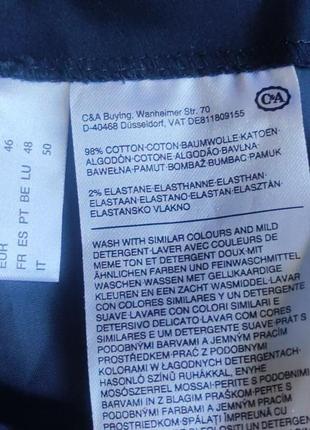 46
48
50
EUR
FR ES PT BE LU
IT
C&A
C&A Buying, Wanheimer Str. 70
D-40468 Düsseldorf, VAT DE811809155
98% COTTON·COTON·BAUMWOLLE·KATOEN·
ALGODÓN·COTONE·ALGODÃO·BAVLNA·
BAWEŁNA·PAMUT·BOMBAŽ·BUMBAC·PAMUK
2% ELASTANE·ELASTHANNE·ELASTHAN·
ELASTAAN·ELASTANO·ELASTAN·ELASZTÁN·
ELASTANSKO VLAKNO
WASH WITH SIMILAR COLOURS AND MILD
DETERGENT·LAVER AVEC COULEURS DE
MEME TON ET DETERGENT DOUX·MIT
ÄHNLICHEN FARBEN UND FEINWASCHMITTEL
WASCHEN·WASSEN MET GELIJKAARDIGE
KLEUREN EN EEN ZACHT WASMIDDEL·LAVAR
CON COLORES SIMILARES Y DETERGENTE
SUAVE·LAVARE CON COLORI SIMILARI E
DETERSIVO DELICATO·LAVAR COM CORES
SIMILARES E UM DETERGENTE SUAVE·PRÁT S
PODOBNÝMI BARVAMI A JEMNÝM PRACÍM
PROSTŘEDKEM·PRAĆ Z PODOBNYMI
KOLORAMI W ŁAGODNYCH DETERGENTACH·
HASONLÓ SZÍNŰ RUHÁKKAL, ENYHE
MOSÓSZERREL MOSSAI·PERITE S PODOBNIMI
BARVAMI IN Z BLAGIM PRAŠKOM·PRAŤ S
PODOBNÝMI FARBAMI A JEMNÝM PRACÍM
PROSTRIEDKOM·SPĂLAŢI ÎMPREUNĂ CU